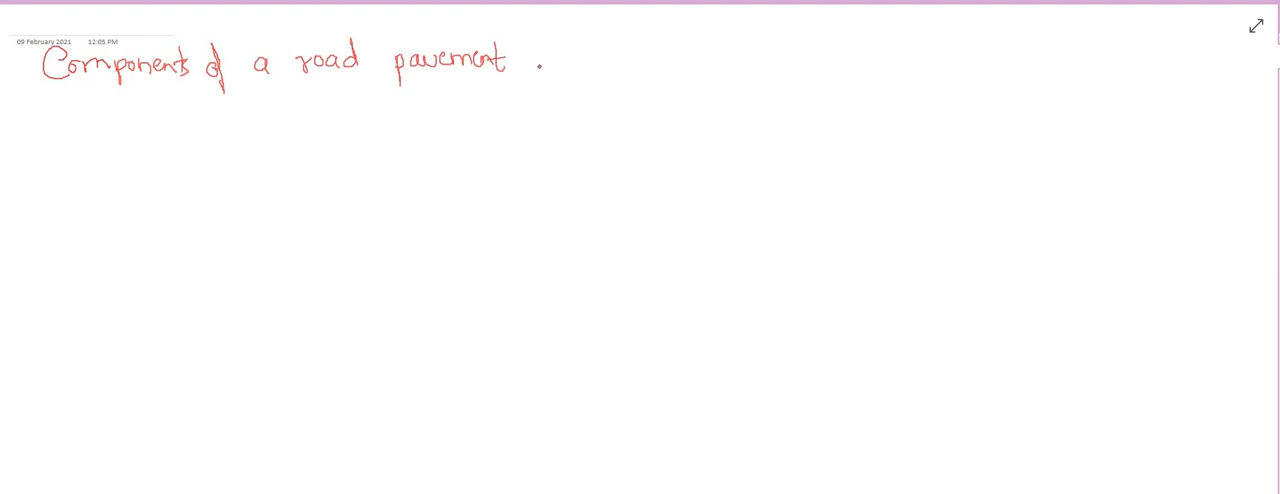 09 February 2021 12:05 PM
Components of a road pavement .